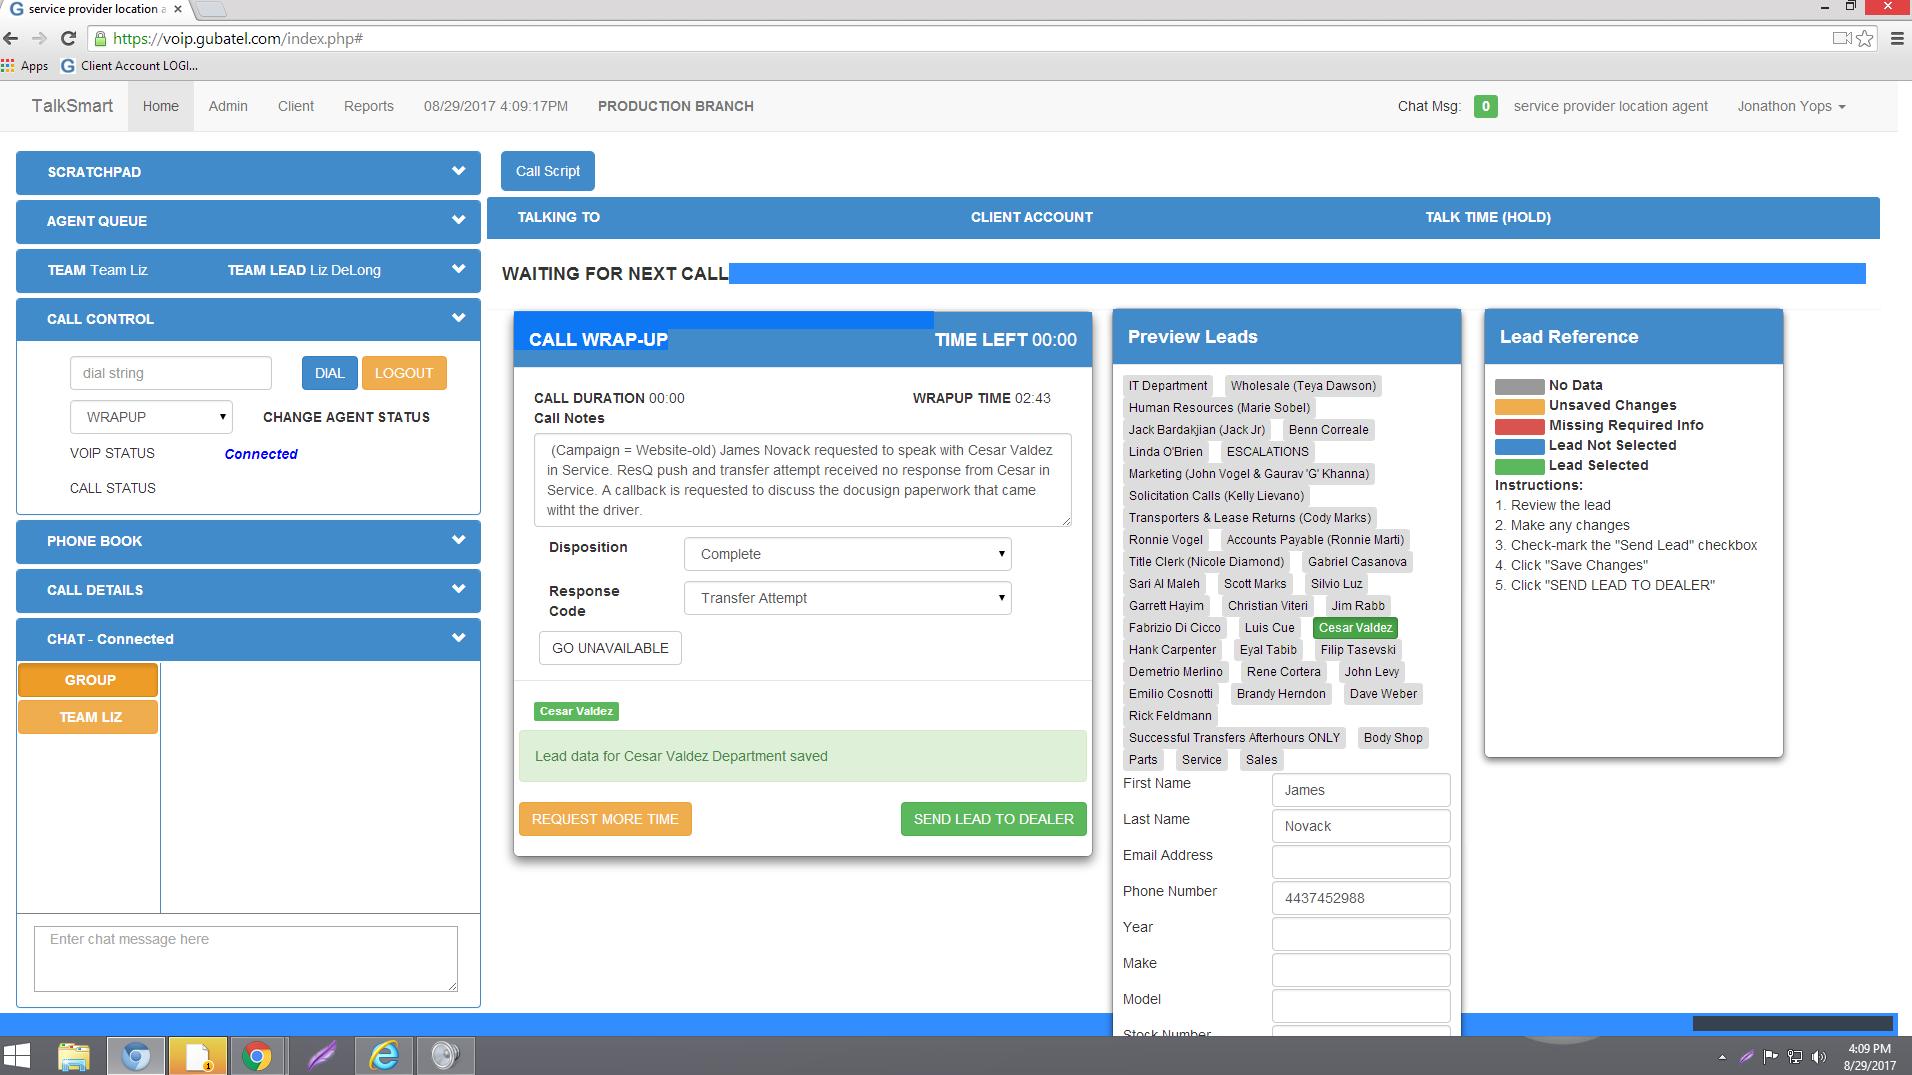 service provider location a
https://voip.gubatel.com/index.php#
Apps Client Account LOGI...
TalkSmart Home Admin Client Reports 08/29/2017 4:09:17PM PRODUCTION BRANCH Chat Msg: 0 service provider location agent Jonathon Yops
SCRATCHPAD
AGENT QUEUE
TEAM Team Liz TEAM LEAD Liz DeLong
CALL CONTROL
dial string DIAL LOGOUT
WRAPUP CHANGE AGENT STATUS
VOIP STATUS Connected
CALL STATUS
PHONE BOOK
CALL DETAILS
CHAT - Connected
GROUP
TEAM LIZ
Enter chat message here
Call Script
TALKING TO CLIENT ACCOUNT TALK TIME (HOLD)
WAITING FOR NEXT CALL
CALL WRAP-UP TIME LEFT 00:00
CALL DURATION 00:00 WRAPUP TIME 02:43
Call Notes
(Campaign = Website-old) James Novack requested to speak with Cesar Valdez
in Service. ResQ push and transfer attempt received no response from Cesar in
Service. A callback is requested to discuss the docusign paperwork that came
witht the driver.
Disposition Complete
Response
Code Transfer Attempt
GO UNAVAILABLE
Cesar Valdez
Lead data for Cesar Valdez Department saved
REQUEST MORE TIME SEND LEAD TO DEALER
Preview Leads
IT Department Wholesale (Teya Dawson)
Human Resources (Marie Sobel)
Jack Bardakjian (Jack Jr) Benn Correale
Linda O'Brien ESCALATIONS
Marketing (John Vogel & Gaurav 'G' Khanna)
Solicitation Calls (Kelly Lievano)
Transporters & Lease Returns (Cody Marks)
Ronnie Vogel Accounts Payable (Ronnie Marti)
Title Clerk (Nicole Diamond) Gabriel Casanova
Sari Al Maleh Scott Marks Silvio Luz
Garrett Hayim Christian Viteri Jim Rabb
Fabrizio Di Cicco Luis Cue Cesar Valdez
Hank Carpenter Eyal Tabib Filip Tasevski
Demetrio Merlino Rene Cortera John Levy
Emilio Cosnotti Brandy Herndon Dave Weber
Rick Feldmann
Successful Transfers Afterhours ONLY Body Shop
Parts Service Sales
First Name James
Last Name Novack
Email Address
Phone Number 4437452988
Year
Make
Model
Stock Number
Lead Reference
No Data
Unsaved Changes
Missing Required Info
Lead Not Selected
Lead Selected
Instructions:
1. Review the lead
2. Make any changes
3. Check-mark the "Send Lead" checkbox
4. Click "Save Changes"
5. Click "SEND LEAD TO DEALER"
4:09 PM
8/29/2017